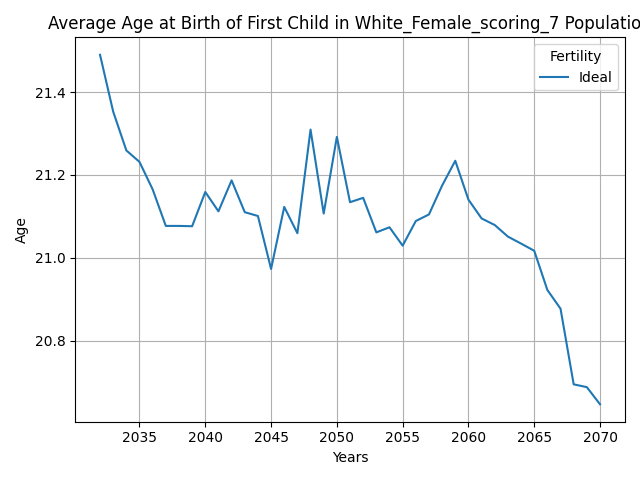 Average Age at Birth of First Child in White_Female_scoring_7 Populatio
Fertility
Ideal
21.4
21.2
21.0
20.8
Age
2035 2040 2045 2050 2055 2060 2065 2070
Years